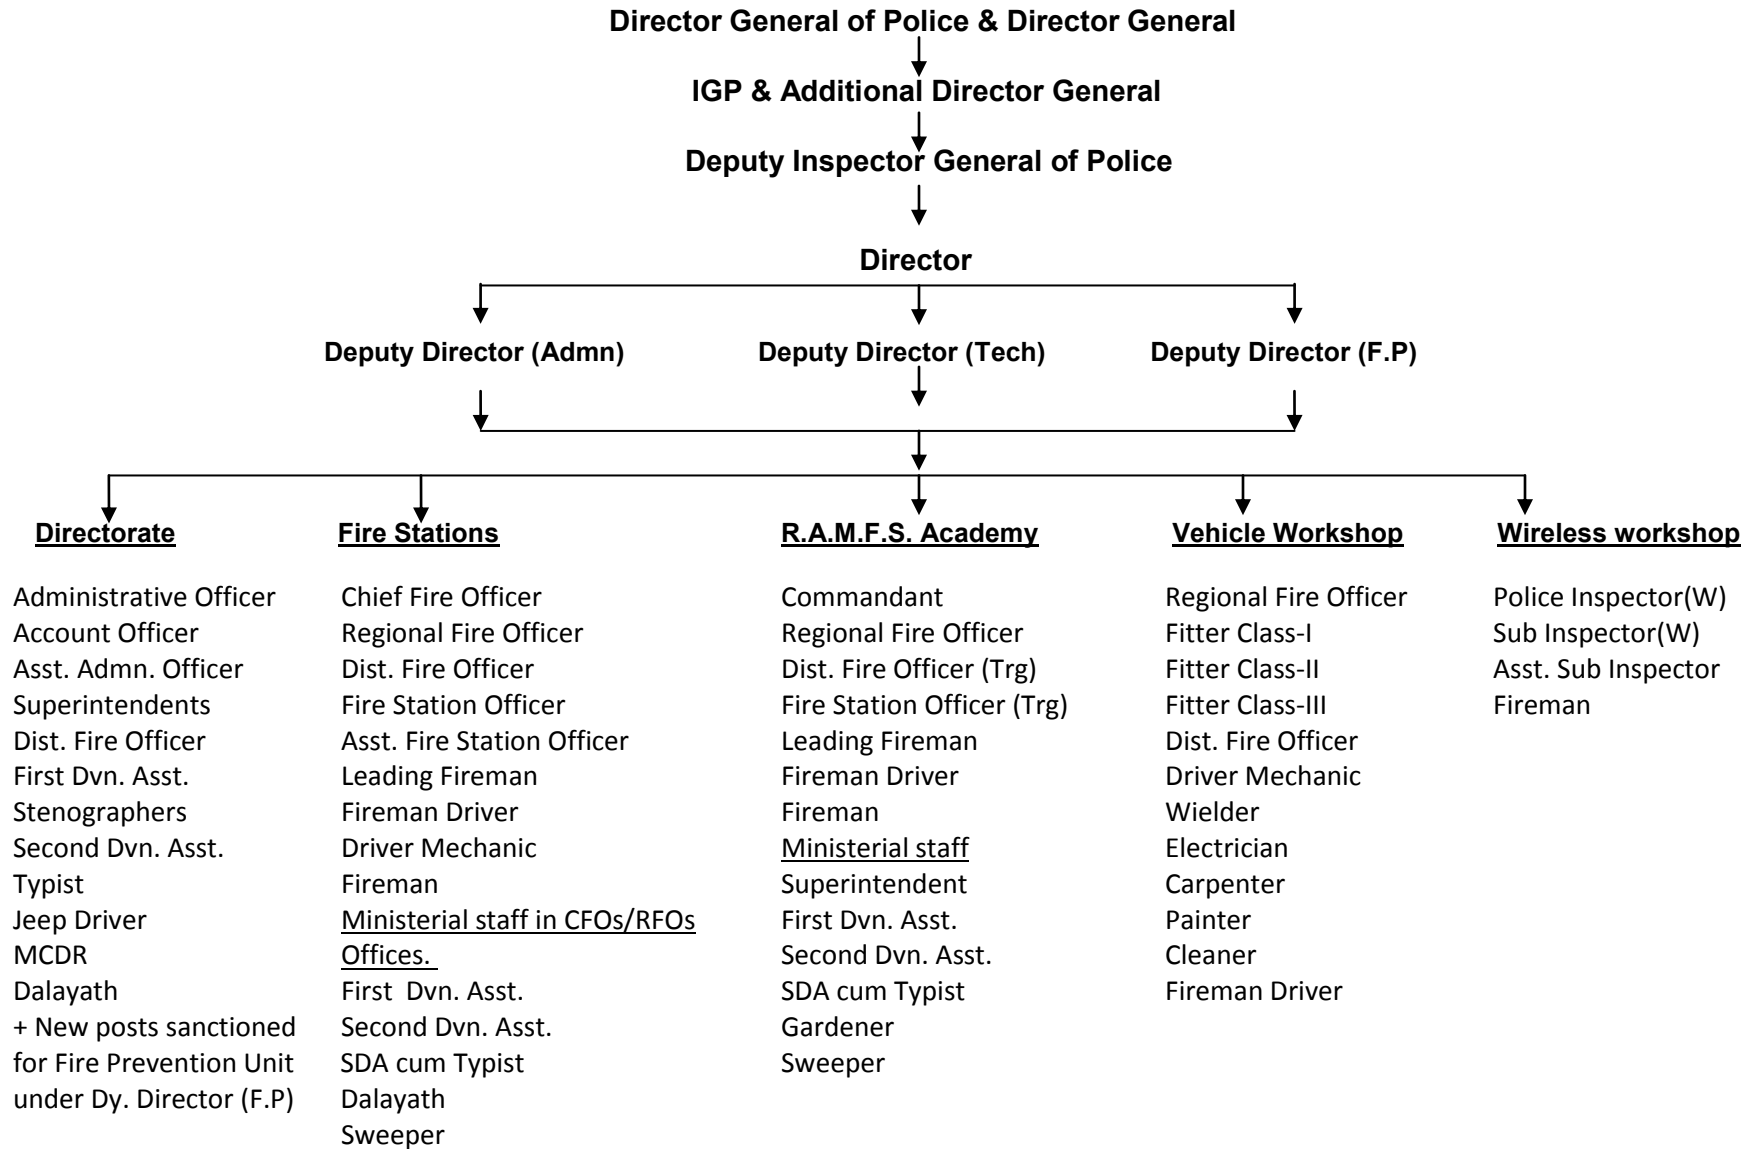 Director General of Police & Director General
IGP & Additional Director General
Deputy Inspector General of Police
Director
Deputy Director (Admn)
Deputy Director (Tech)
Deputy Director (F.P)
Directorate
Administrative Officer
Account Officer
Asst. Admn. Officer
Superintendents
Dist. Fire Officer
First Dvn. Asst.
Stenographers
Second Dvn. Asst.
Typist
Jeep Driver
MCDR
Dalayath
+ New posts sanctioned
for Fire Prevention Unit
under Dy. Director (F.P)
Fire Stations
Chief Fire Officer
Regional Fire Officer
Dist. Fire Officer
Fire Station Officer
Asst. Fire Station Officer
Leading Fireman
Fireman Driver
Driver Mechanic
Fireman
Ministerial staff in CFOs/RFOs
Offices.
First Dvn. Asst.
Second Dvn. Asst.
SDA cum Typist
Dalayath
Sweeper
R.A.M.F.S. Academy
Commandant
Regional Fire Officer
Dist. Fire Officer (Trg)
Fire Station Officer (Trg)
Leading Fireman
Fireman Driver
Fireman
Ministerial staff
Superintendent
First Dvn. Asst.
Second Dvn. Asst.
SDA cum Typist
Gardener
Sweeper
Vehicle Workshop
Regional Fire Officer
Fitter Class-I
Fitter Class-II
Fitter Class-III
Dist. Fire Officer
Driver Mechanic
Wielder
Electrician
Carpenter
Painter
Cleaner
Fireman Driver
Wireless workshop
Police Inspector(W)
Sub Inspector(W)
Asst. Sub Inspector
Fireman